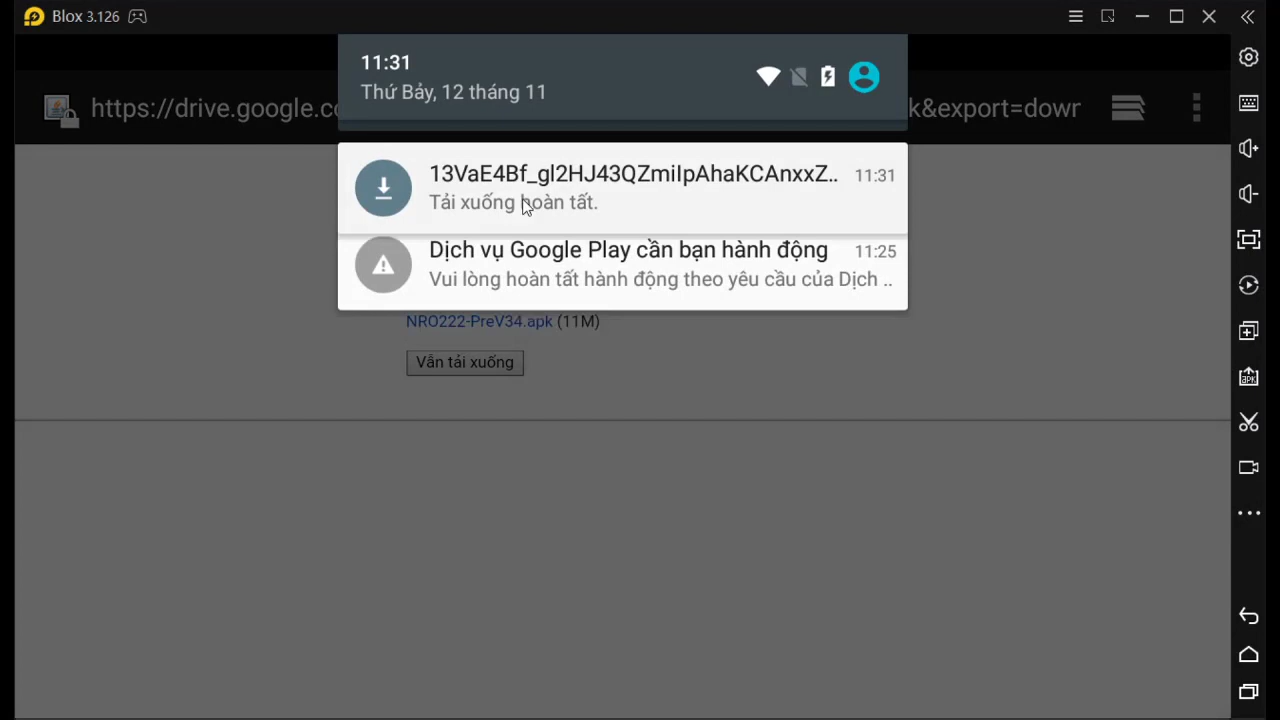 Blox 3.126
11:31
Thứ Bảy, 12 tháng 11
https://drive.google.co
k&export=dowr
13VaE4Bf_gl2HJ43QZmiIpAhaKCAnxxZ..
11:31
Tải xuống hoàn tất.
Dịch vụ Google Play cần bạn hành động
11:25
Vui lòng hoàn tất hành động theo yêu cầu của Dịch ..
NRO222-PreV34.apk (11M)
Vẫn tải xuống
APK